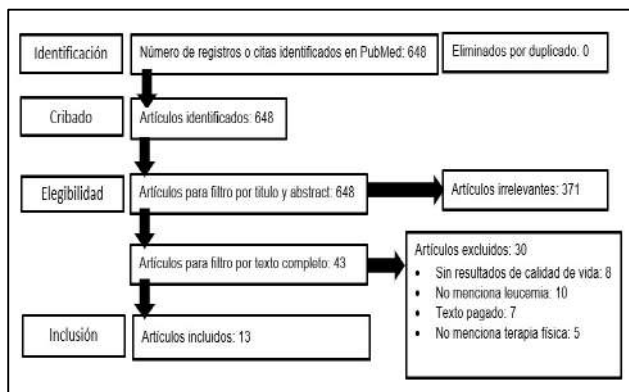 Identificación
Número de registros o citas identificados en PubMed: 648
Eliminados por duplicado: 0
Cribado
Artículos identificados: 648
Elegibilidad
Artículos para filtro por titulo y abstract: 648
Artículos irrelevantes: 371
Artículos para filtro por texto completo: 43
Artículos excluidos: 30
• Sin resultados de calidad de vida: 8
• No menciona leucemia: 10
• Texto pagado: 7
• No menciona terapia física: 5
Inclusión
Artículos incluidos: 13